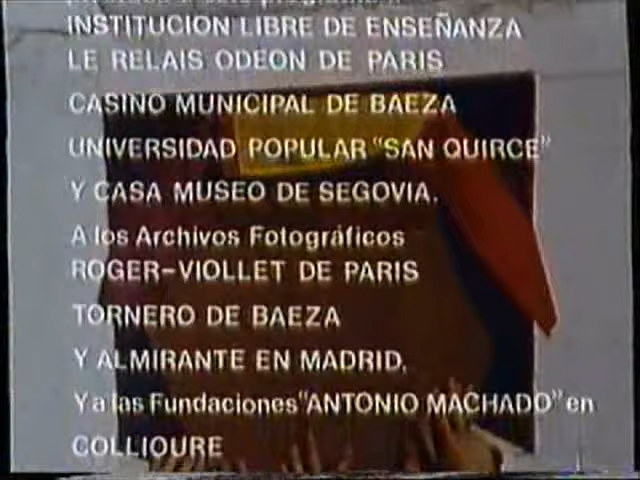 INSTITUCION LIBRE DE ENSEÑANZA
LE RELAIS ODEON DE PARIS
CASINO MUNICIPAL DE BAEZA
UNIVERSIDAD POPULAR "SAN QUIRCE"
Y CASA MUSEO DE SEGOVIA.
A los Archivos Fotográficos
ROGER-VIOLLET DE PARIS
TORNERO DE BAEZA
Y ALMIRANTE EN MADRID.
Y a las Fundaciones "ANTONIO MACHADO" en
COLLIOURE